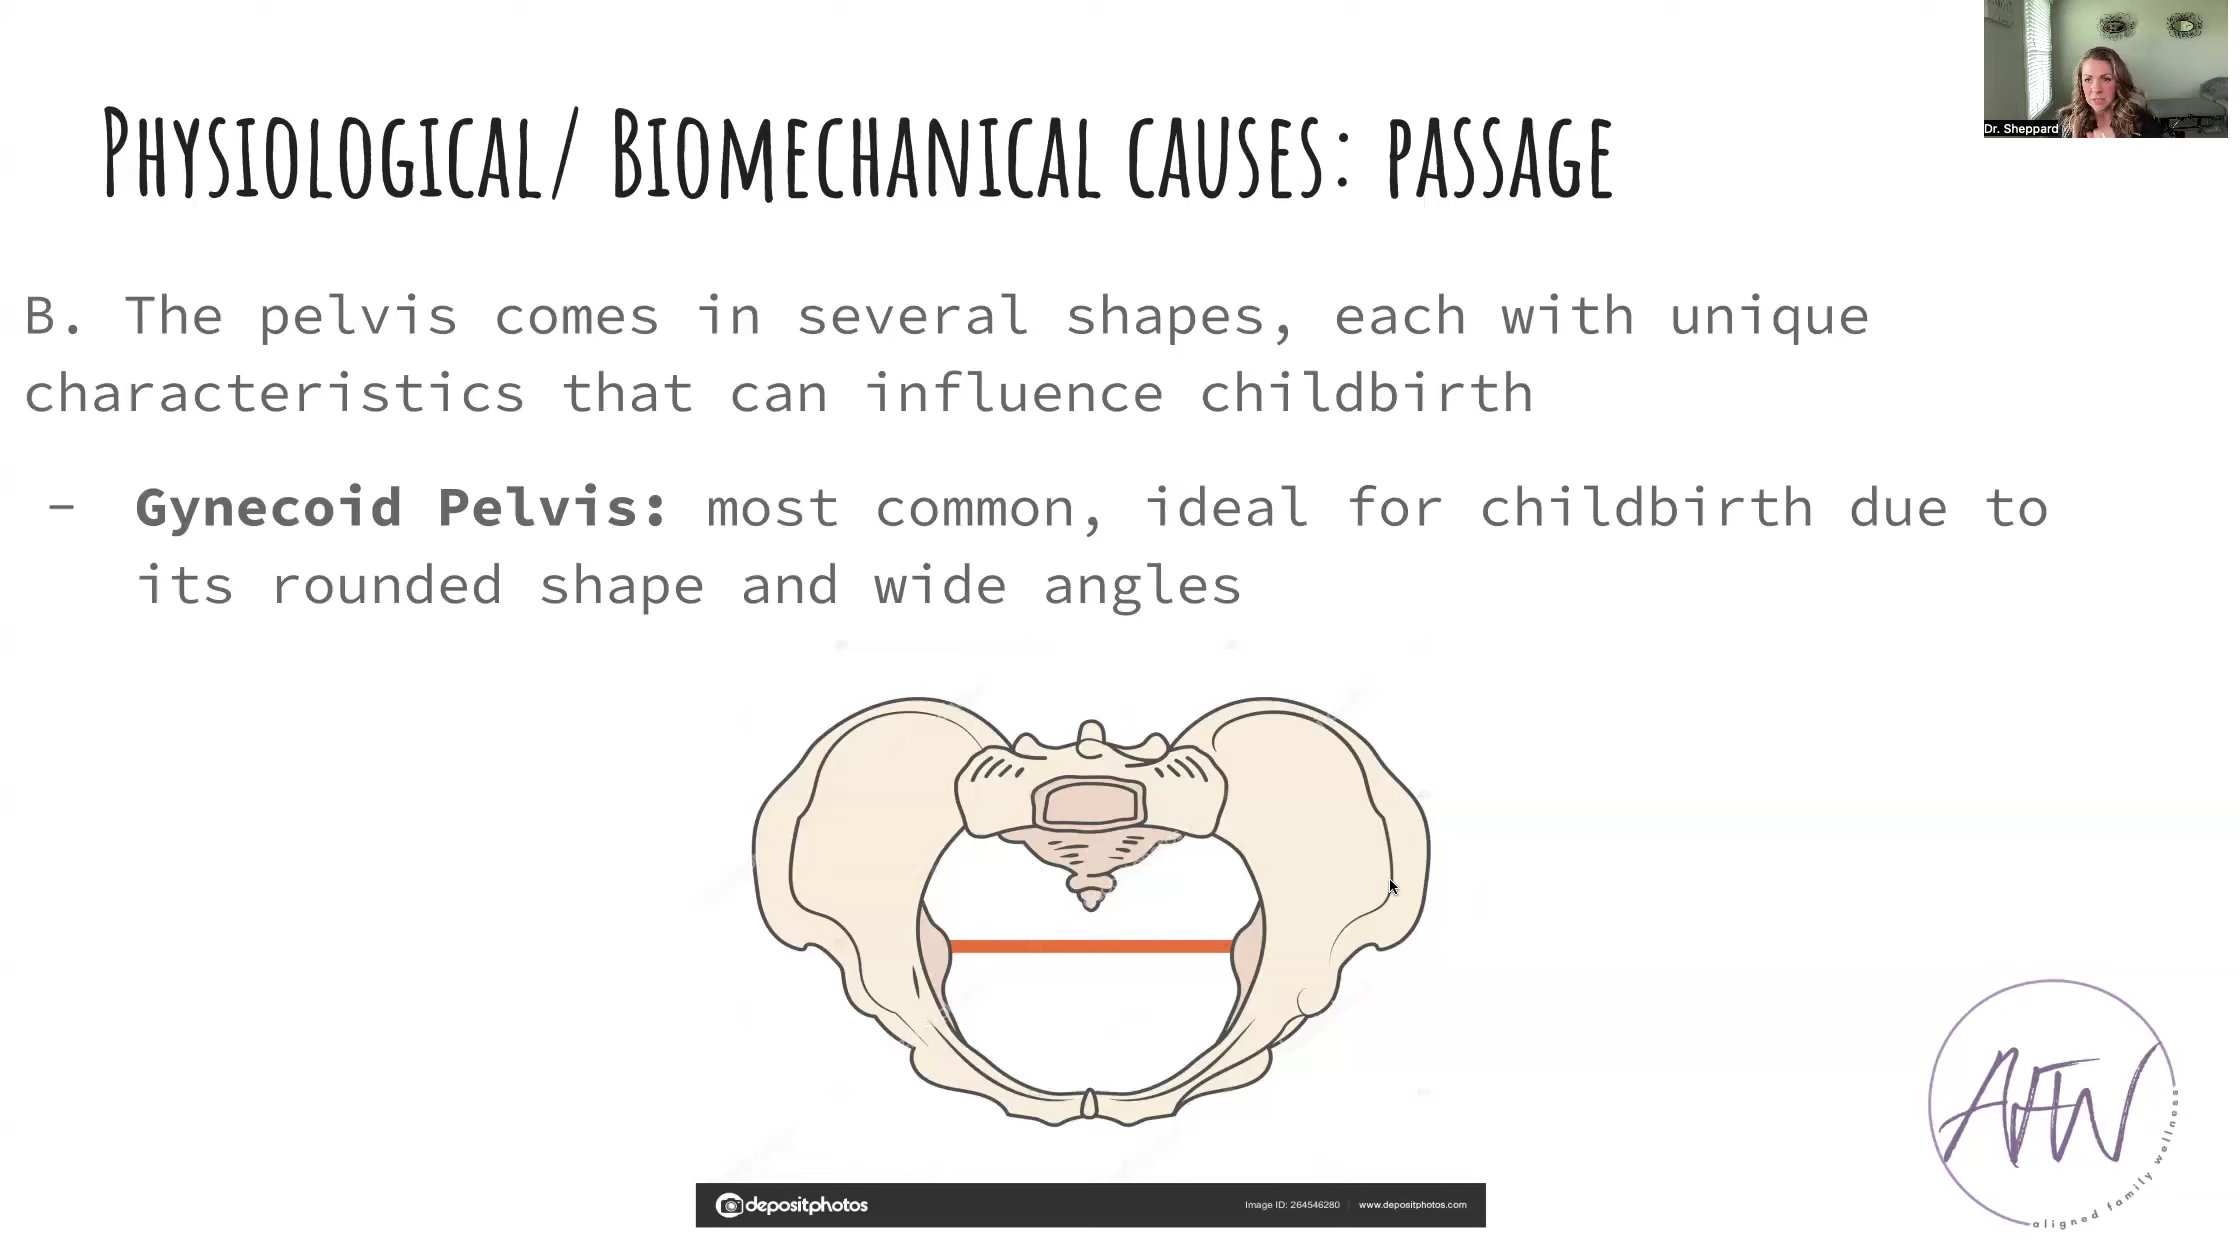 Physiological/ Biomechanical causes: passage
Dr. Sheppard
B. The pelvis comes in several shapes, each with unique
characteristics that can influence childbirth
- Gynecoid Pelvis: most common, ideal for childbirth due to
its rounded shape and wide angles
depositphotos
Image ID: 264546280 | www.depositphotos.com
AFW
aligned family wellness